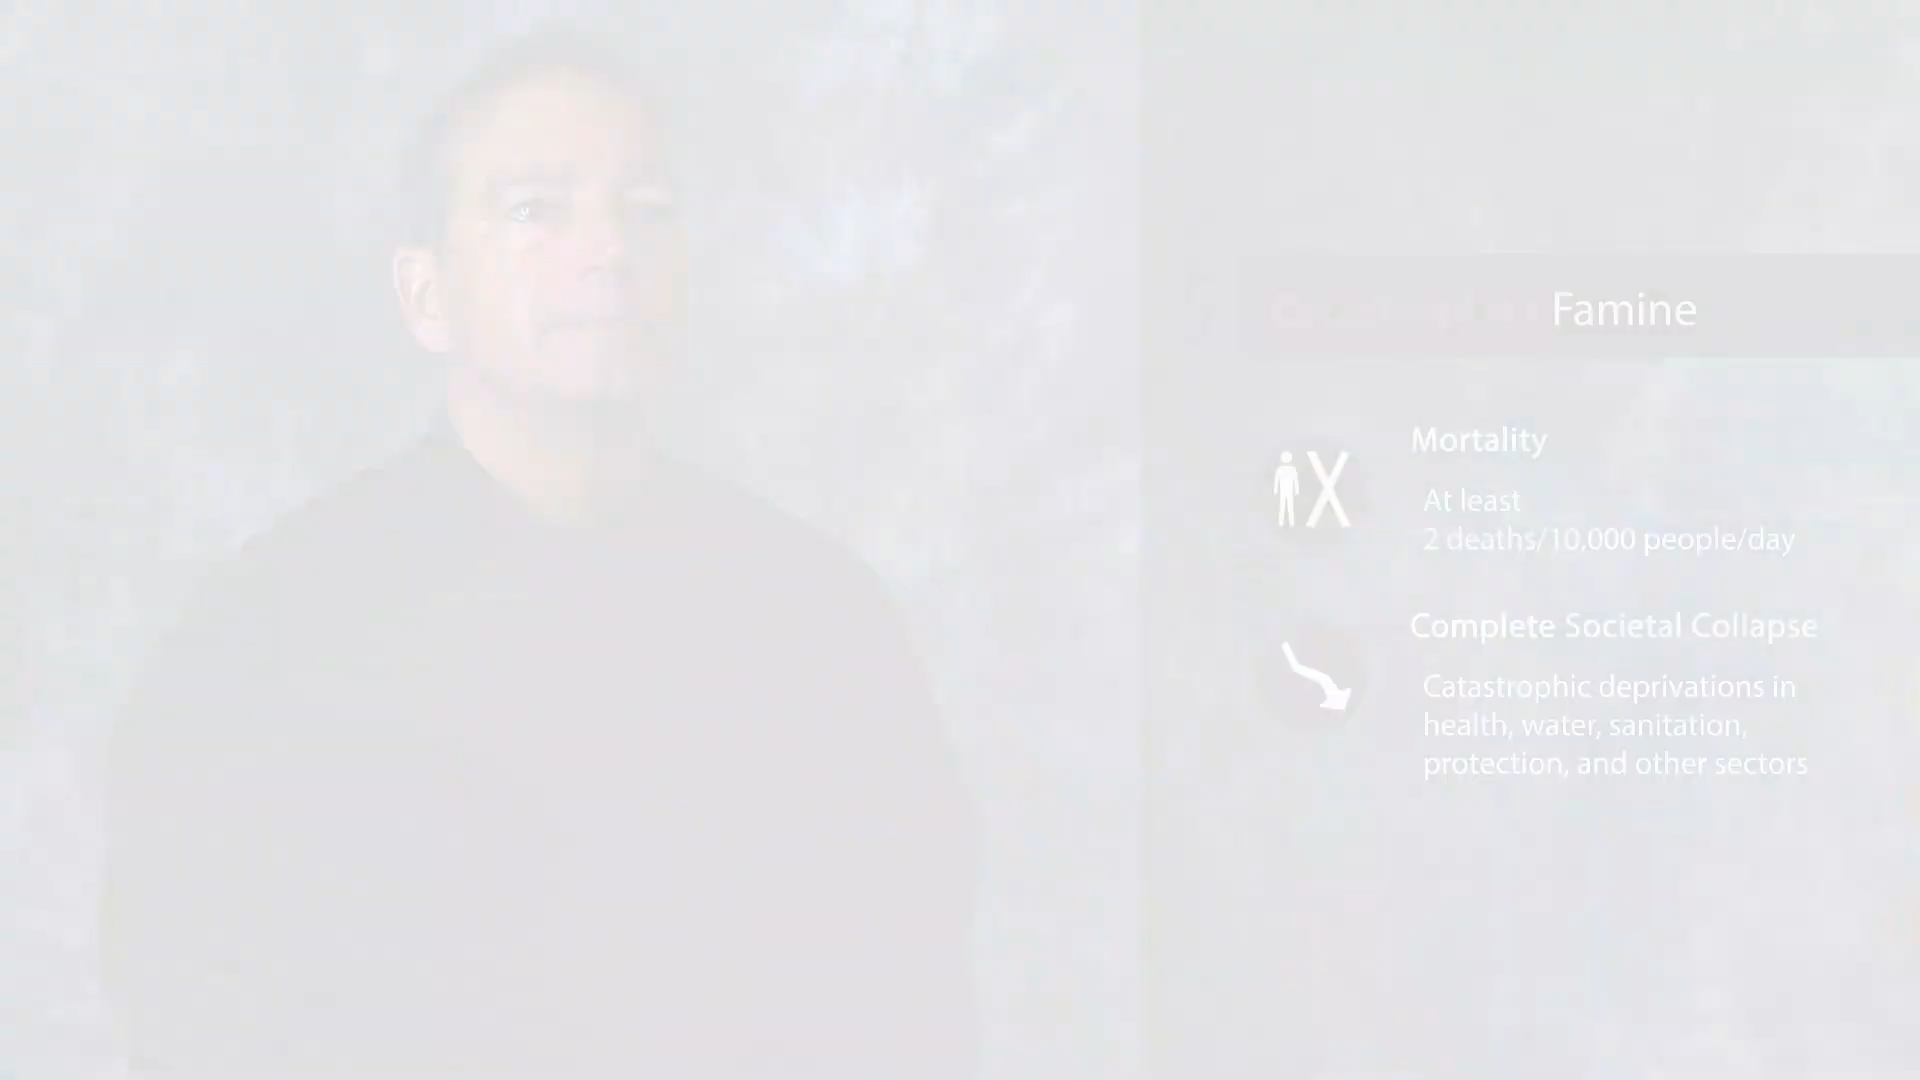 Famine
Mortality
At least
2 deaths/10,000 people/day
Complete Societal Collapse
Catastrophic deprivations in
health, water, sanitation,
protection, and other sectors